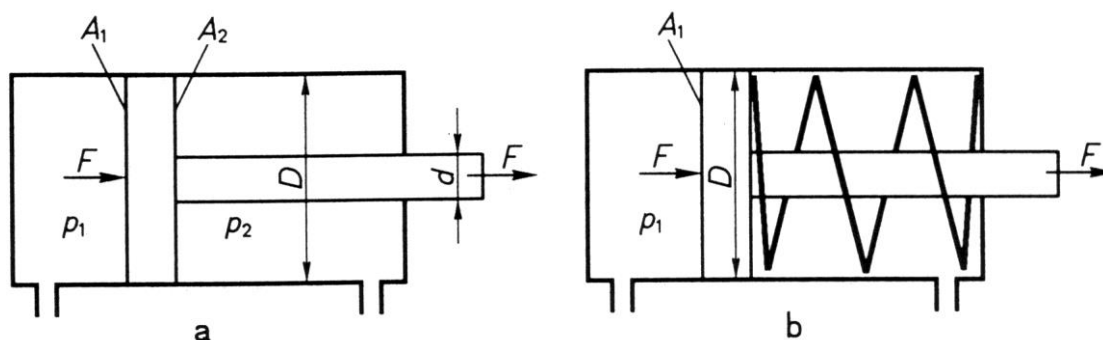 A₁ A₂
F D d F
p₁ p₂
a
A₁
F D F
p₁
b